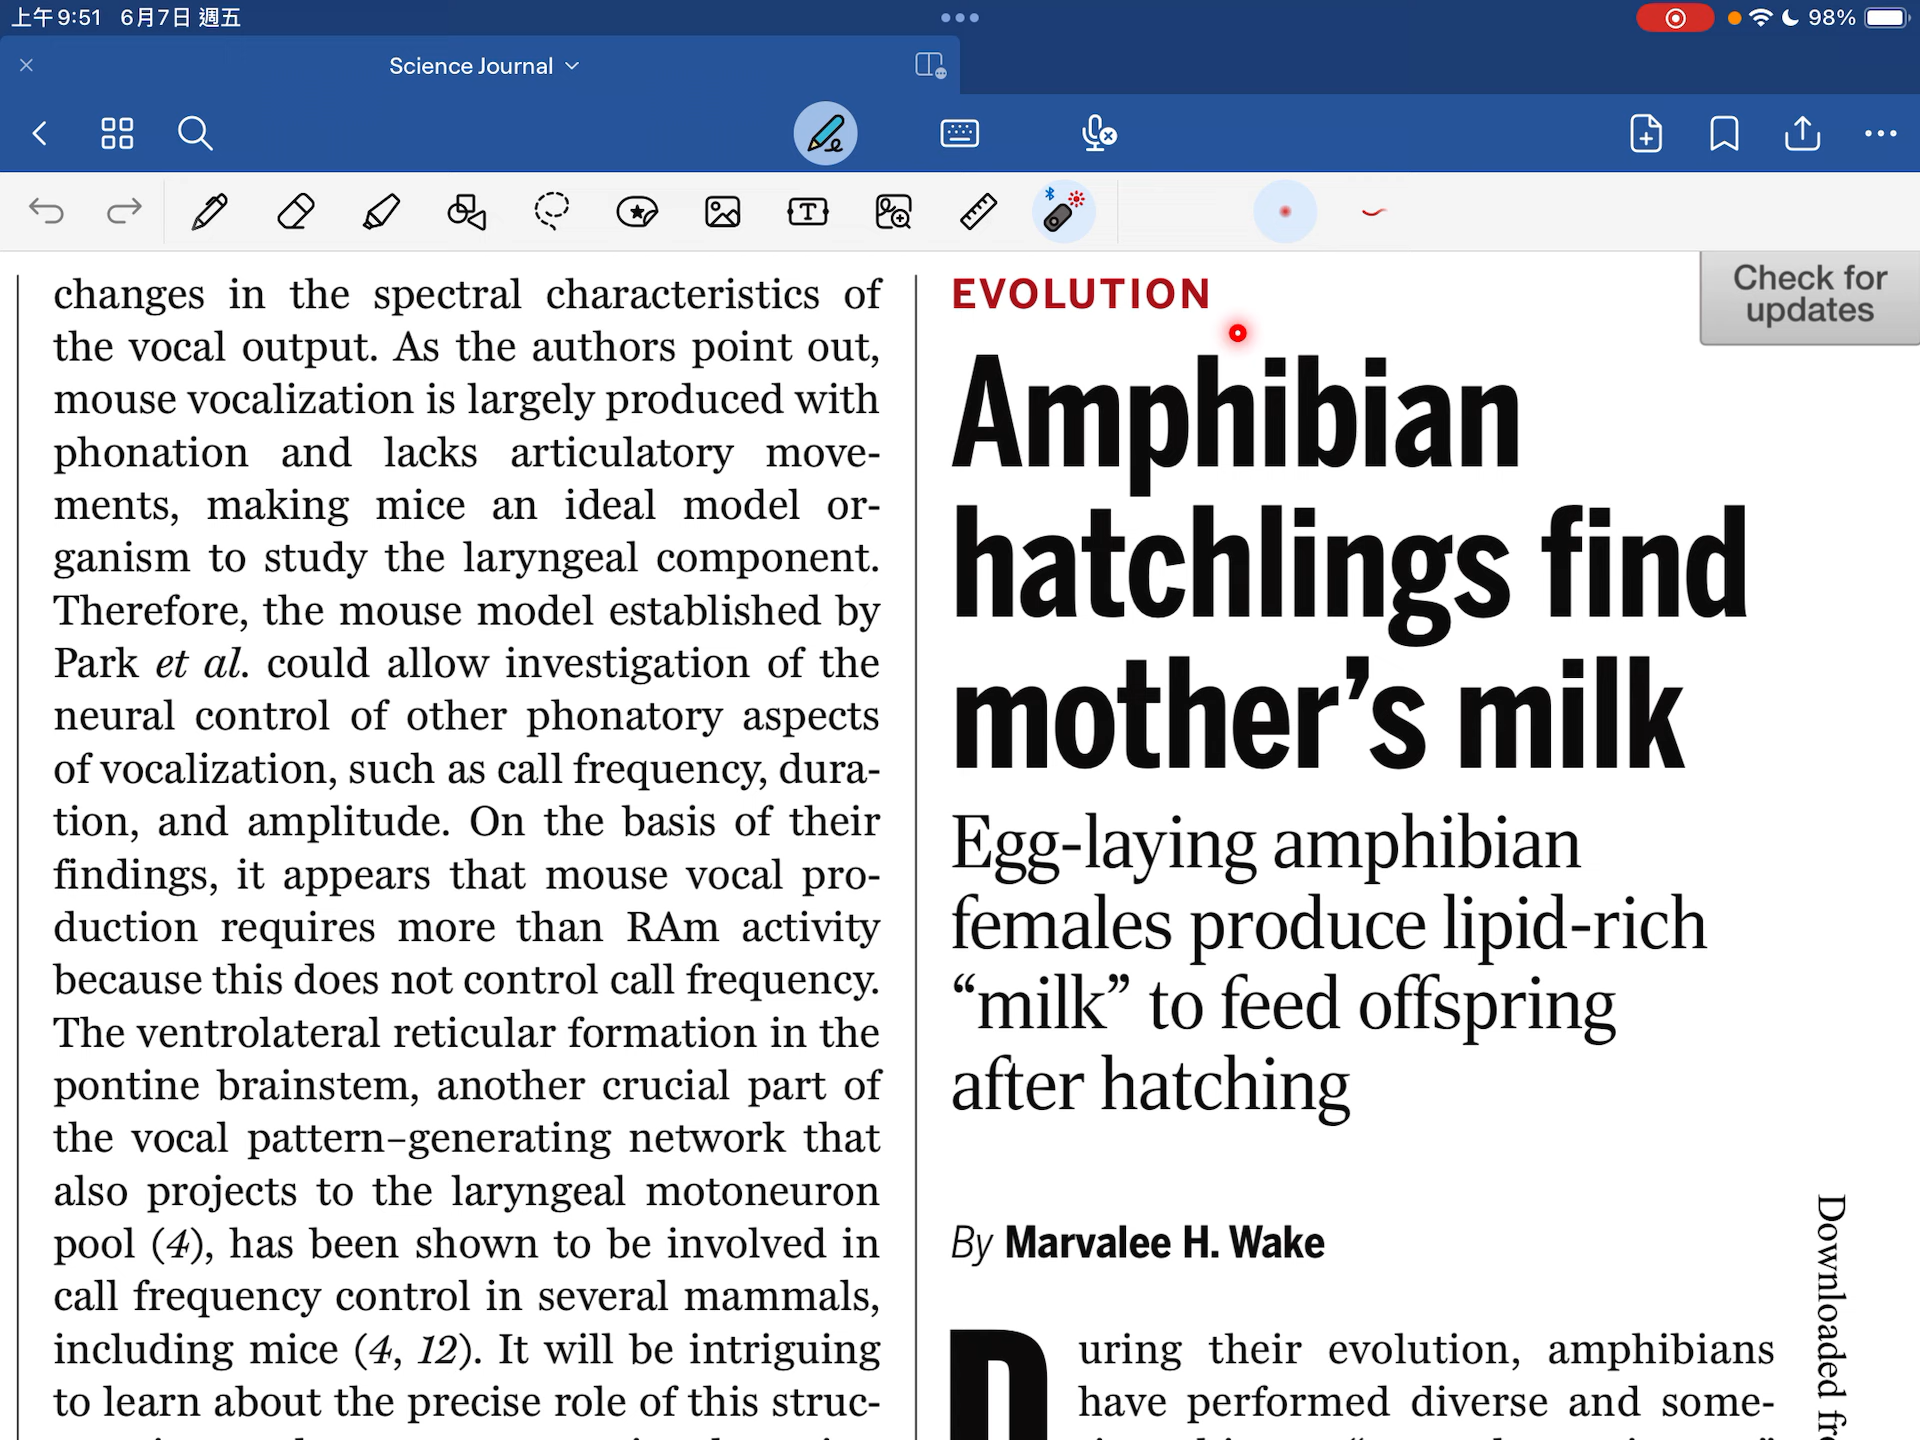 上午9:51 6月7日 週五
98%
Science Journal
changes in the spectral characteristics of
the vocal output. As the authors point out,
mouse vocalization is largely produced with
phonation and lacks articulatory move-
ments, making mice an ideal model or-
ganism to study the laryngeal component.
Therefore, the mouse model established by
Park et al. could allow investigation of the
neural control of other phonatory aspects
of vocalization, such as call frequency, dura-
tion, and amplitude. On the basis of their
findings, it appears that mouse vocal pro-
duction requires more than RAm activity
because this does not control call frequency.
The ventrolateral reticular formation in the
pontine brainstem, another crucial part of
the vocal pattern–generating network that
also projects to the laryngeal motoneuron
pool (4), has been shown to be involved in
call frequency control in several mammals,
including mice (4, 12). It will be intriguing
to learn about the precise role of this struc-
EVOLUTION
Check for
updates
Amphibian
hatchlings find
mother’s milk
Egg-laying amphibian
females produce lipid-rich
“milk” to feed offspring
after hatching
By Marvalee H. Wake
During their evolution, amphibians
have performed diverse and some-
Downloaded fr